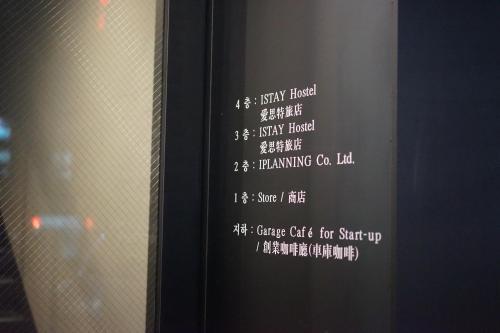 4 층 : ISTAY Hostel
愛思特旅店
3 층 : ISTAY Hostel
愛思特旅店
2 층 : IPLANNING Co. Ltd.
1 층 : Store / 商店
지하 : Garage Café for Start-up
/ 創業咖啡廳(車庫咖啡)